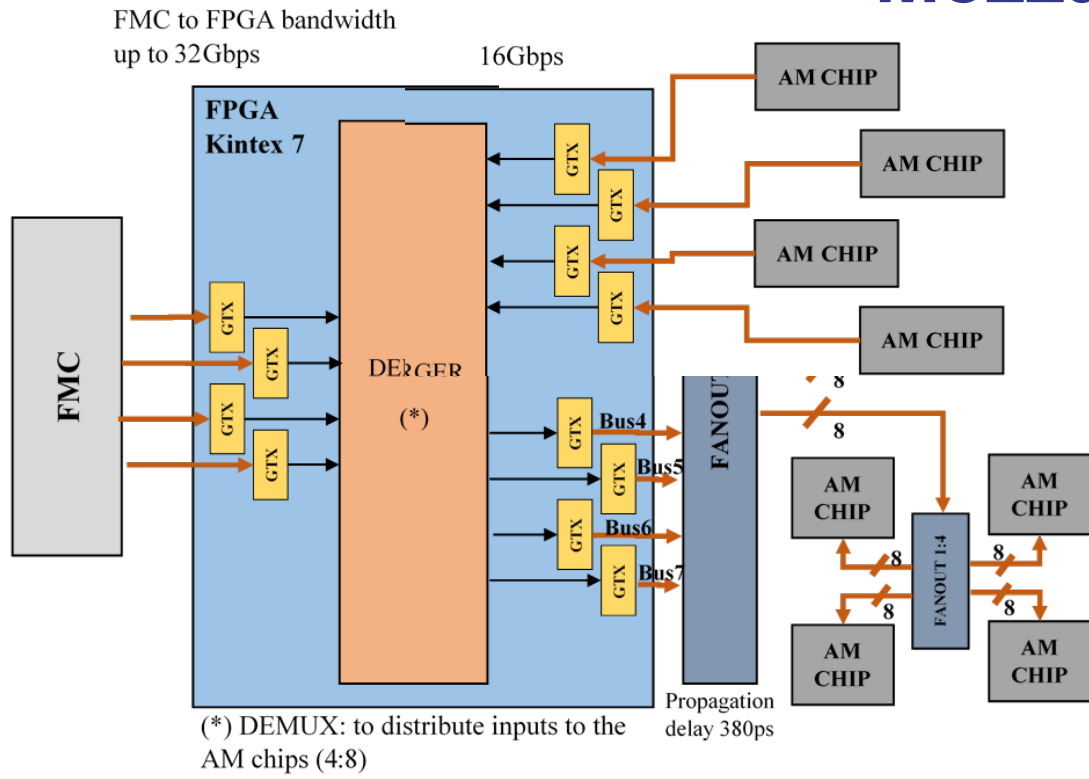 FMC to FPGA bandwidth
up to 32Gbps
16Gbps
FPGA
Kintex 7
AM CHIP
AM CHIP
AM CHIP
AM CHIP
GTX
GTX
GTX
GTX
FMC
GTX
GTX
GTX
GTX
(*)
GTX
GTX
GTX
GTX
Bus4
Bus5
Bus6
Bus7
FANOUT
8
8
AM
CHIP
AM
CHIP
8
8
FANOUT 1:4
8
8
AM
CHIP
AM
CHIP
Propagation
delay 380ps
(*) DEMUX: to distribute inputs to the
AM chips (4:8)